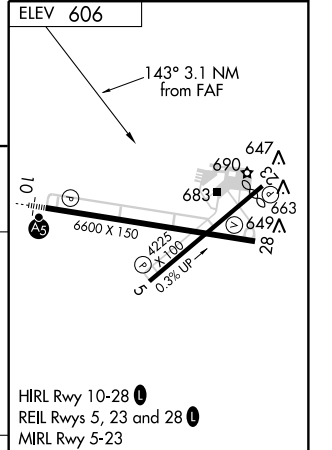 ELEV 606
143° 3.1 NM
from FAF
647
690
683
23
P
663
10
P
V
649
A5
6600 X 150
28
4225
X 100
P
0.3% UP
5
HIRL Rwy 10-28 L
REIL Rwys 5, 23 and 28 L
MIRL Rwy 5-23